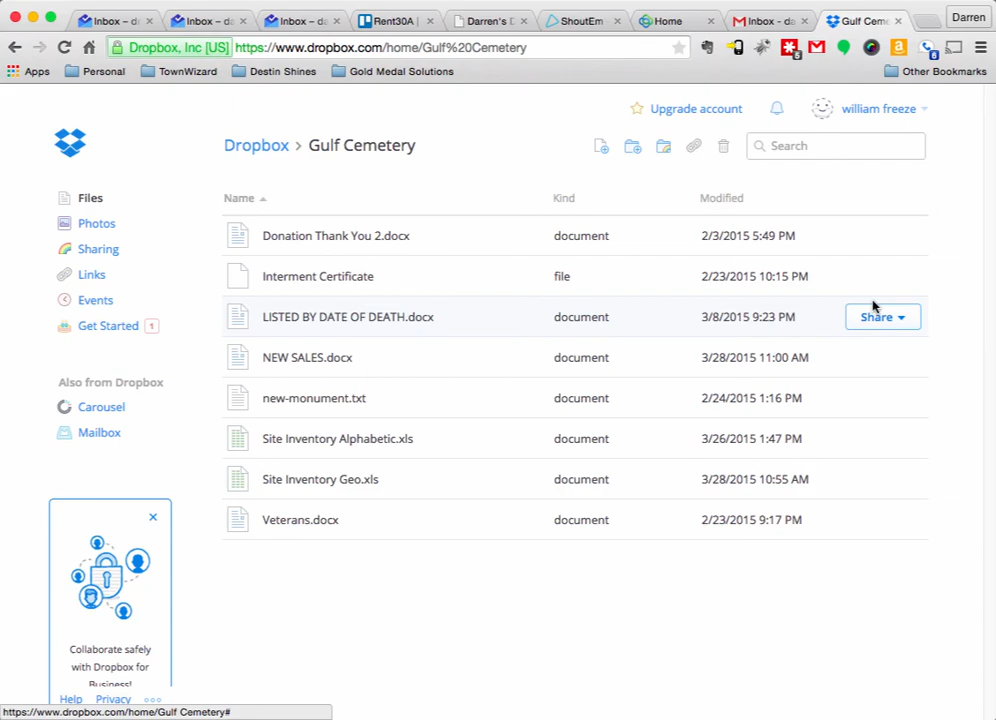 Inbox - da
Inbox - da
Inbox - da
Rent30A |
Darren's D
ShoutEm
Home
Inbox - da
Gulf Ceme
Darren
Dropbox, Inc [US] https://www.dropbox.com/home/Gulf%20Cemetery
6
6
Apps
Personal
TownWizard
Destin Shines
Gold Medal Solutions
Other Bookmarks
Upgrade account
william freeze
Dropbox > Gulf Cemetery
Search
Files
Photos
Sharing
Links
Events
Get Started 1
Also from Dropbox
Carousel
Mailbox
Name Kind Modified
Donation Thank You 2.docx document 2/3/2015 5:49 PM
Interment Certificate file 2/23/2015 10:15 PM
LISTED BY DATE OF DEATH.docx document 3/8/2015 9:23 PM Share
NEW SALES.docx document 3/28/2015 11:00 AM
new-monument.txt document 2/24/2015 1:16 PM
Site Inventory Alphabetic.xls document 3/26/2015 1:47 PM
Site Inventory Geo.xls document 3/28/2015 10:55 AM
Veterans.docx document 2/23/2015 9:17 PM
Collaborate safely
with Dropbox for
Business!
Help Privacy
https://www.dropbox.com/home/Gulf Cemetery#